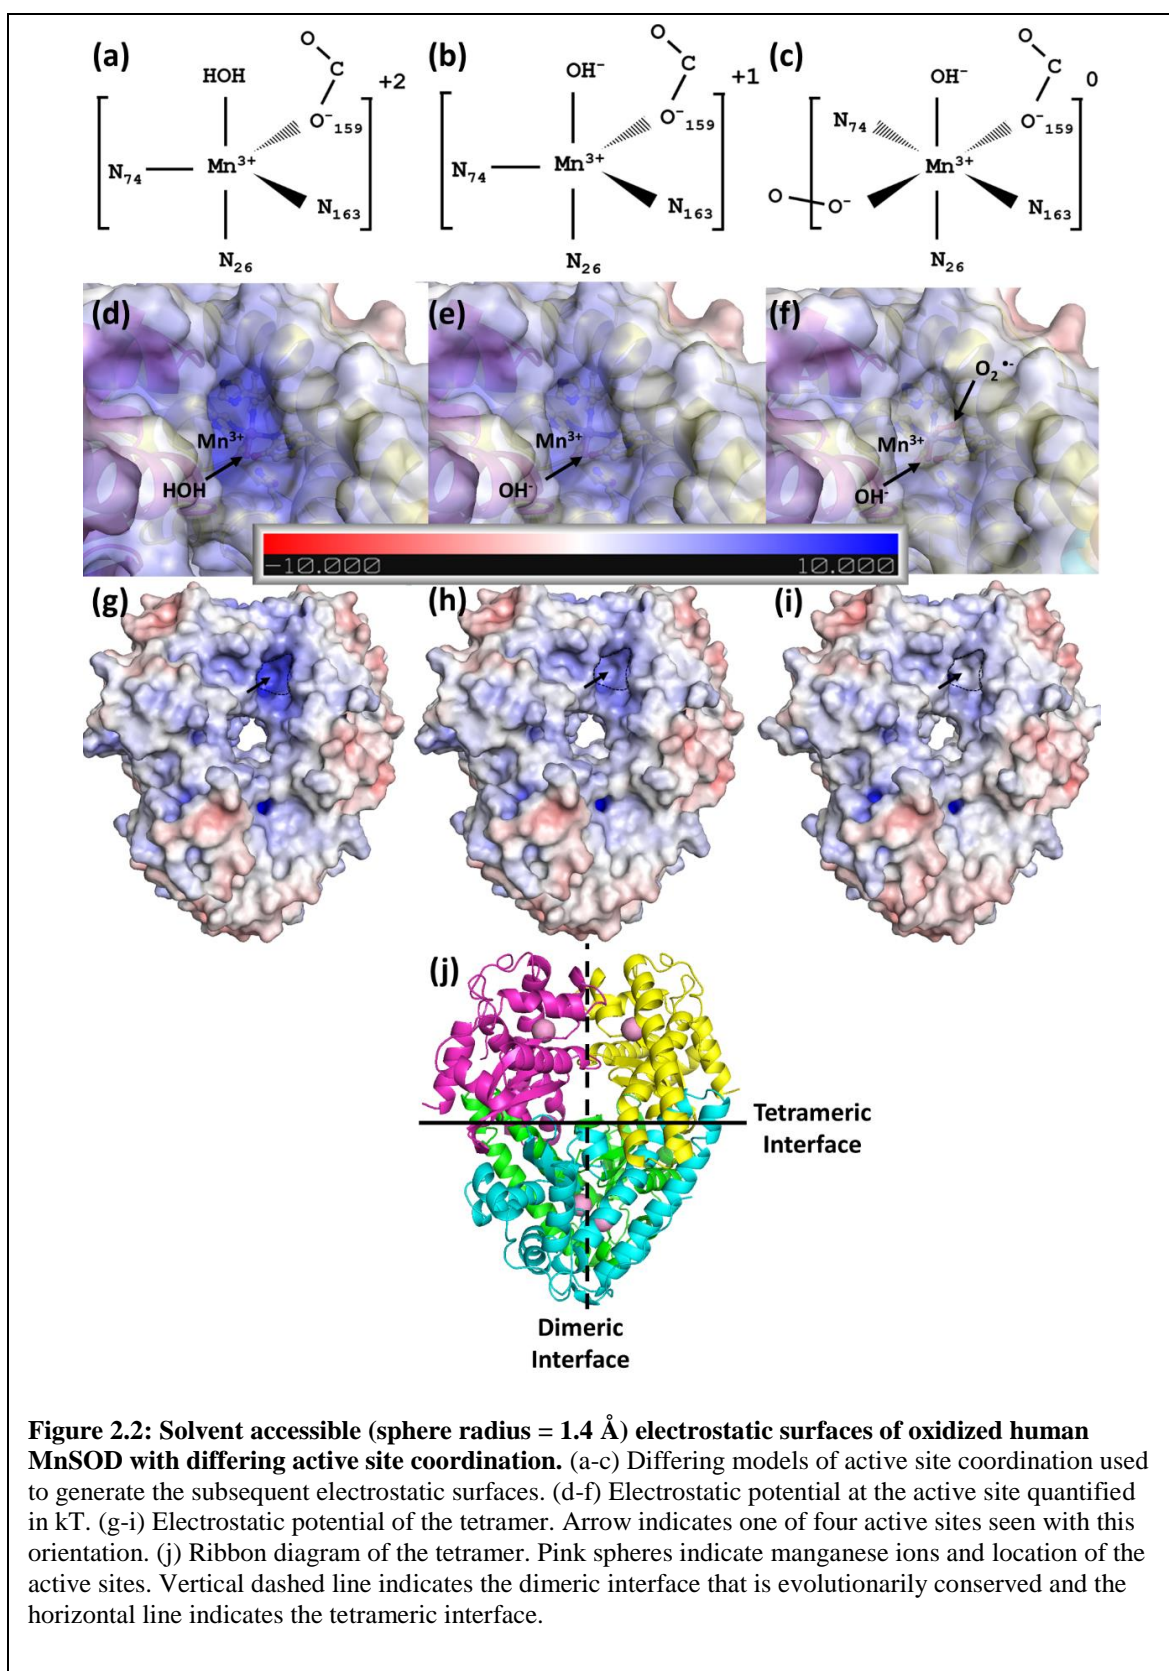 (a)
HOH
O
C
O⁻₁₅₉
+2
N₇₄
Mn³⁺
N₁₆₃
N₂₆
(b)
OH⁻
O
C
O⁻₁₅₉
+1
N₇₄
Mn³⁺
N₁₆₃
N₂₆
(c)
OH⁻
O
C
O⁻₁₅₉
0
N₇₄
Mn³⁺
O
O⁻
N₁₆₃
N₂₆
(d)
Mn³⁺
HOH
(e)
Mn³⁺
OH⁻
(f)
O₂•⁻
Mn³⁺
OH⁻
−10.000 10.000
(g)
(h)
(i)
(j)
Tetrameric
Interface
Dimeric
Interface
Figure 2.2: Solvent accessible (sphere radius = 1.4 Å) electrostatic surfaces of oxidized human
MnSOD with differing active site coordination. (a-c) Differing models of active site coordination used
to generate the subsequent electrostatic surfaces. (d-f) Electrostatic potential at the active site quantified
in kT. (g-i) Electrostatic potential of the tetramer. Arrow indicates one of four active sites seen with this
orientation. (j) Ribbon diagram of the tetramer. Pink spheres indicate manganese ions and location of the
active sites. Vertical dashed line indicates the dimeric interface that is evolutionarily conserved and the
horizontal line indicates the tetrameric interface.